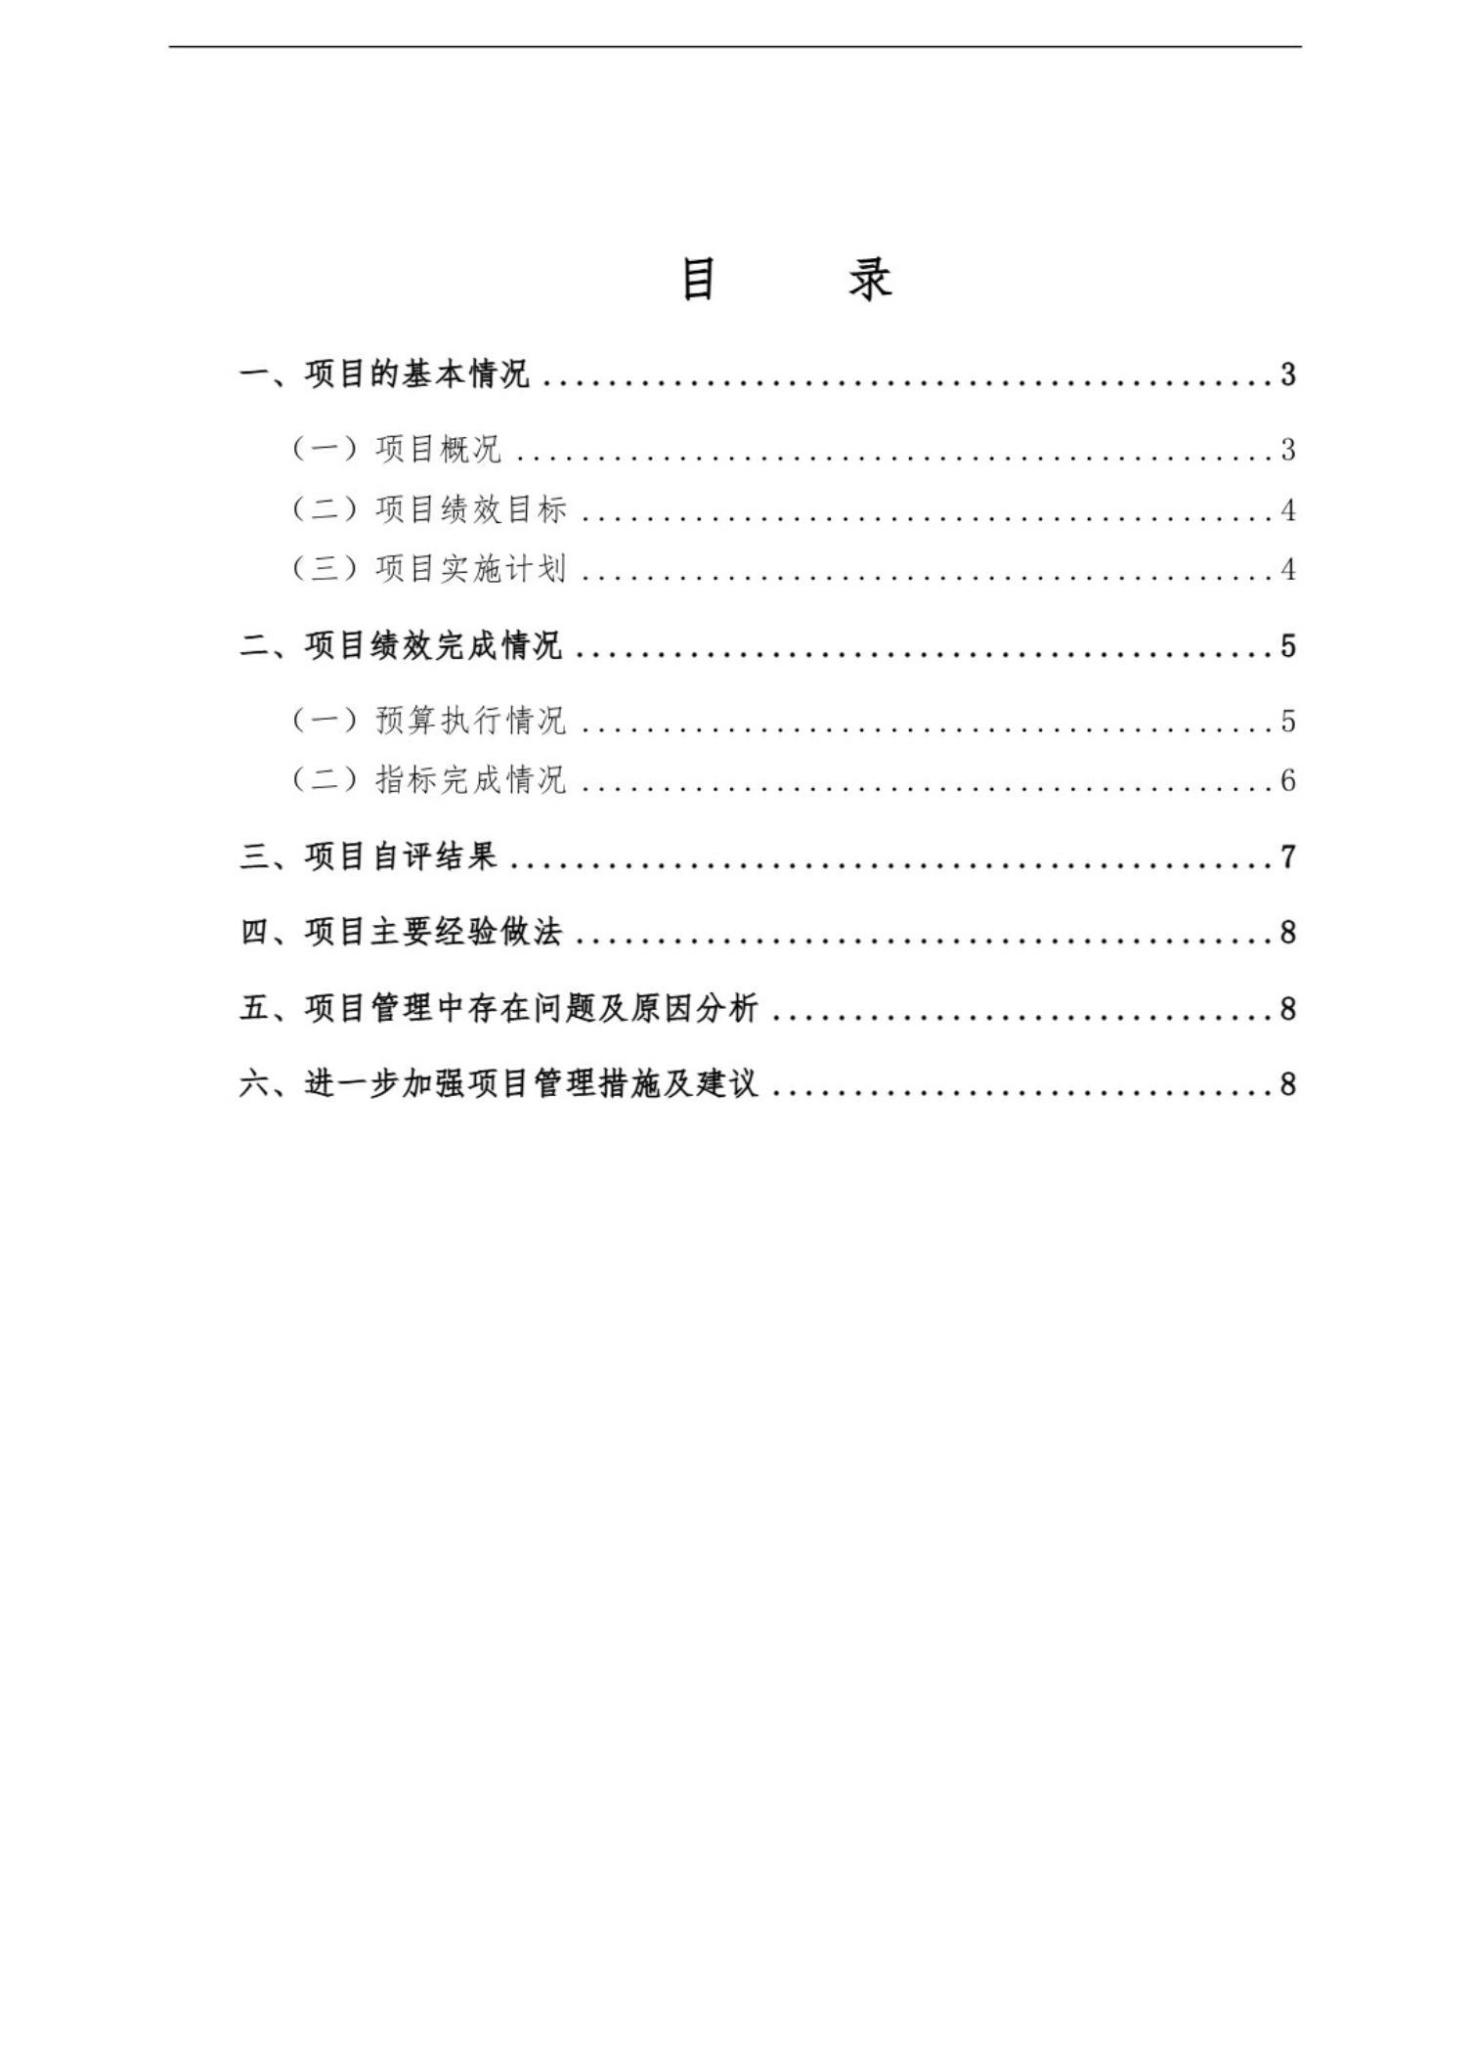 目 录
一、项目的基本情况 ............................................. 3
（一）项目概况 ............................................... 3
（二）项目绩效目标 ........................................... 4
（三）项目实施计划 ........................................... 4
二、项目绩效完成情况 ........................................... 5
（一）预算执行情况 ........................................... 5
（二）指标完成情况 ........................................... 6
三、项目自评结果 ............................................... 7
四、项目主要经验做法 ........................................... 8
五、项目管理中存在问题及原因分析 ............................... 8
六、进一步加强项目管理措施及建议 ............................... 8